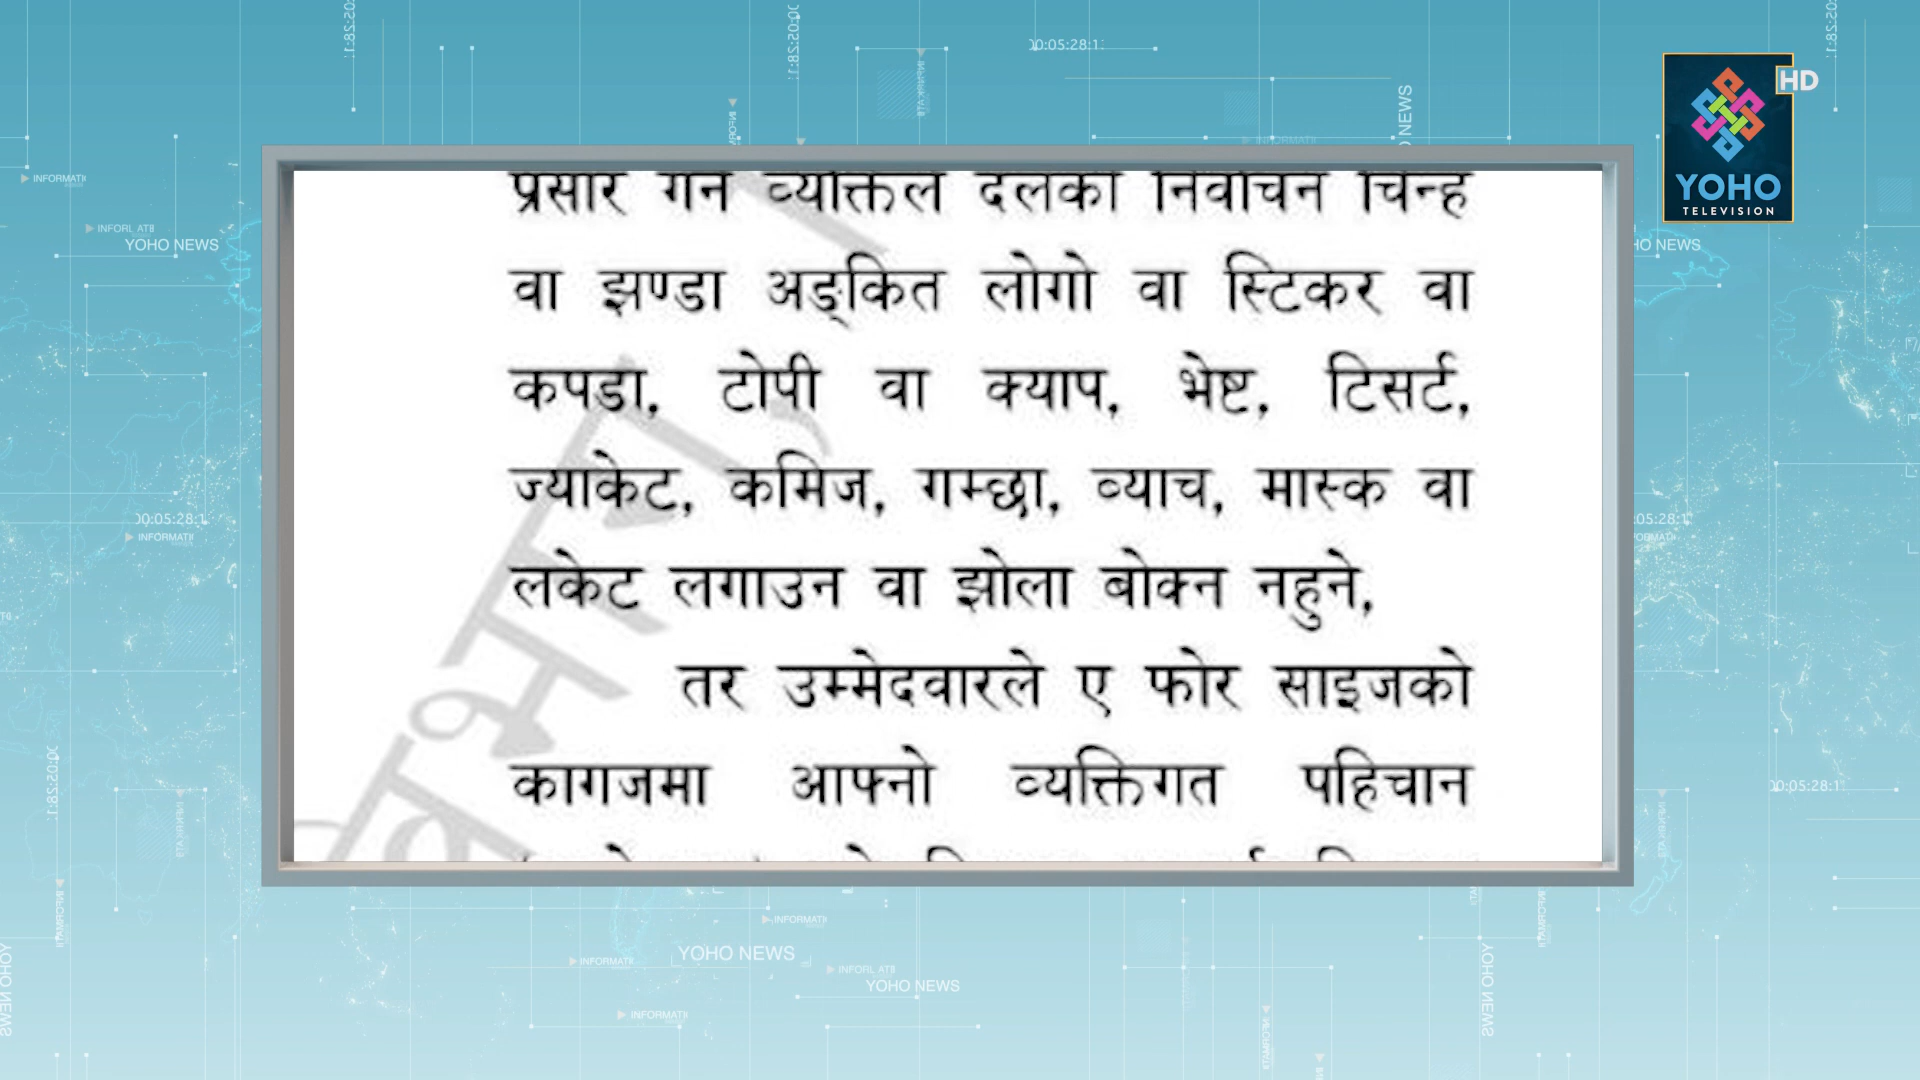 HD
YOHO
TELEVISION
प्रसार गर्ने व्यक्तिले दलको निर्वाचन चिन्ह
वा झण्डा अङ्कित लोगो वा स्टिकर वा
कपडा, टोपी वा क्याप, भेष्ट, टिसर्ट,
ज्याकेट, कमिज, गम्छा, ब्याच, मास्क वा
लकेट लगाउन वा झोला बोक्न नहुने,
तर उम्मेदवारले ए फोर साइजको
कागजमा आफ्नो व्यक्तिगत पहिचान
YOHO NEWS
YOHO NEWS
YOHO NEWS